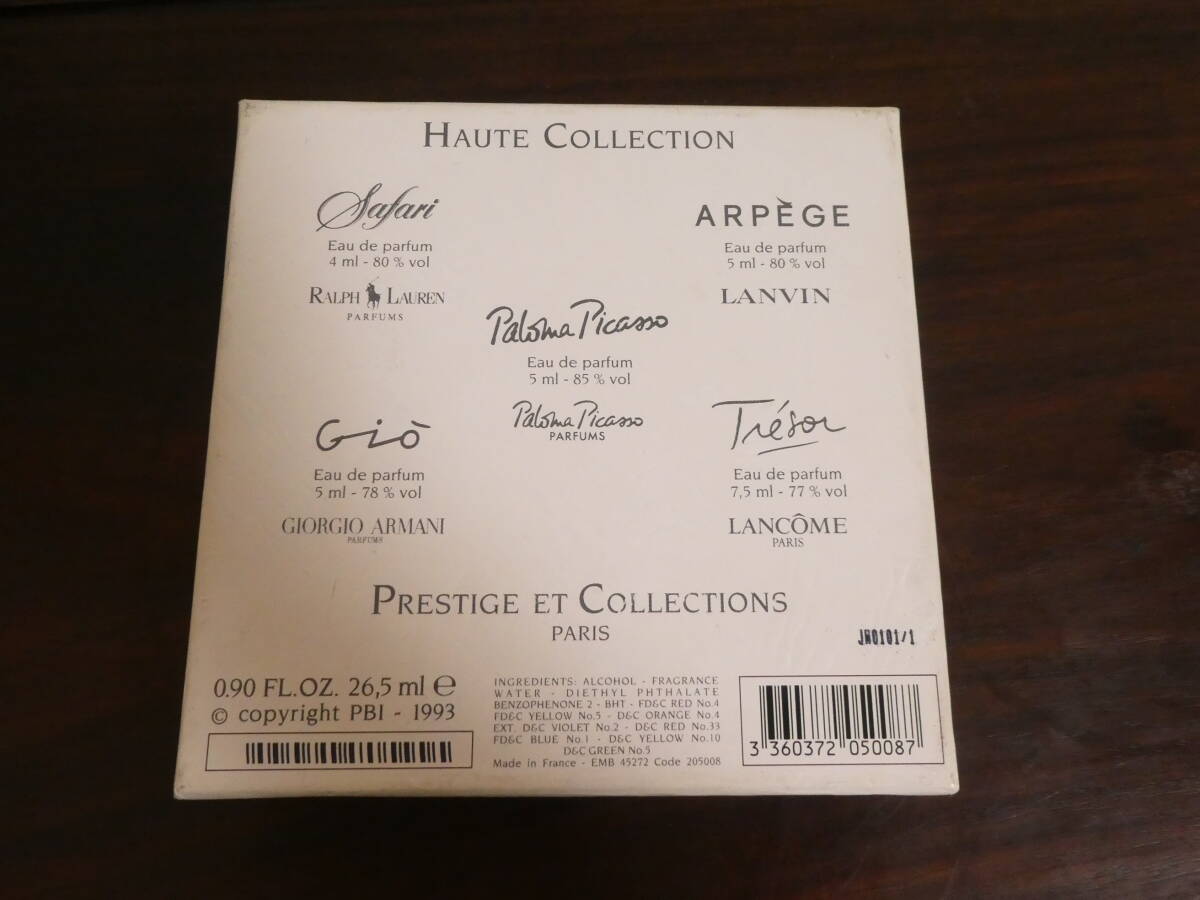 HAUTE COLLECTION
Safari
Eau de parfum
4 ml - 80 % vol
RALPH LAUREN
PARFUMS
ARPÈGE
Eau de parfum
5 ml - 80 % vol
LANVIN
Paloma Picasso
Eau de parfum
5 ml - 85 % vol
Paloma Picasso
PARFUMS
Giò
Eau de parfum
5 ml - 78 % vol
GIORGIO ARMANI
PARFUMS
Trésor
Eau de parfum
7,5 ml - 77 % vol
LANCÔME
PARIS
PRESTIGE ET COLLECTIONS
PARIS
JW0101/1
0.90 FL.OZ. 26,5 ml e
© copyright PBI - 1993
INGREDIENTS: ALCOHOL - FRAGRANCE
WATER - DIETHYL PHTHALATE
BENZOPHENONE 2 - BHT - FD&C RED No.4
FD&C YELLOW No.5 - D&C ORANGE No.4
EXT. D&C VIOLET No.2 - D&C RED No.33
FD&C BLUE No.1 - D&C YELLOW No.10
D&C GREEN No.5
Made in France - EMB 45272 Code 205008
3 360372 050087